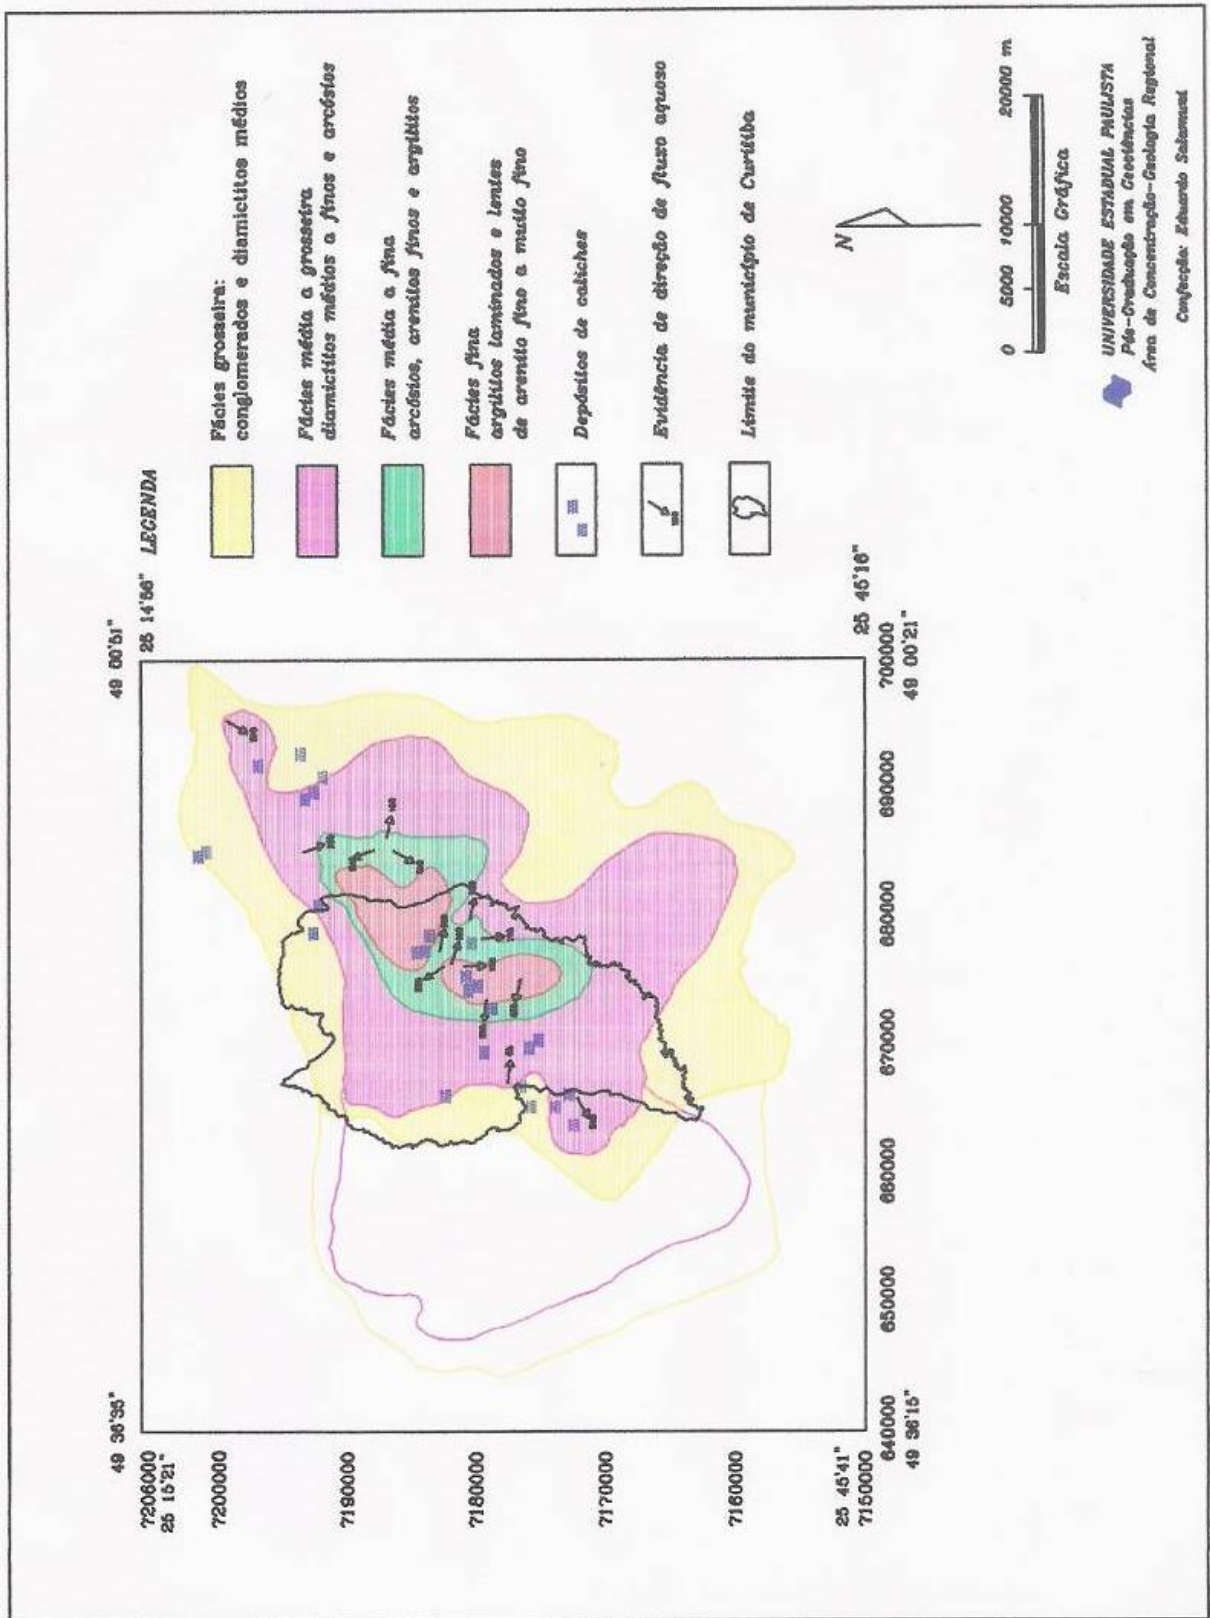 49 36'35"
49 00'51"
7206000
25 15'21"
25 14'56"
7200000
7190000
7180000
7170000
7160000
25 45'41"
7150000
25 45'16"
640000
650000
660000
670000
680000
690000
700000
49 36'15"
49 00'21"
LEGENDA
Fácies grosseira:
conglomerados e diamictitos médios
Fácies média a grosseira
diamictitos médios a finos e arcósios
Fácies média a fina
arcósios, arenitos finos e argilitos
Fácies fina
argilitos laminados e lentes
de arenito fino a muito fino
Depósitos de caliches
Evidência de direção de fluxo aquoso
Limite do município de Curitiba
N
0 5000 10000 20000 m
Escala Gráfica
UNIVERSIDADE ESTADUAL PAULISTA
Pós-Graduação em Geociências
Área de Concentração-Geologia Regional
Confecção: Eduardo Salamuni